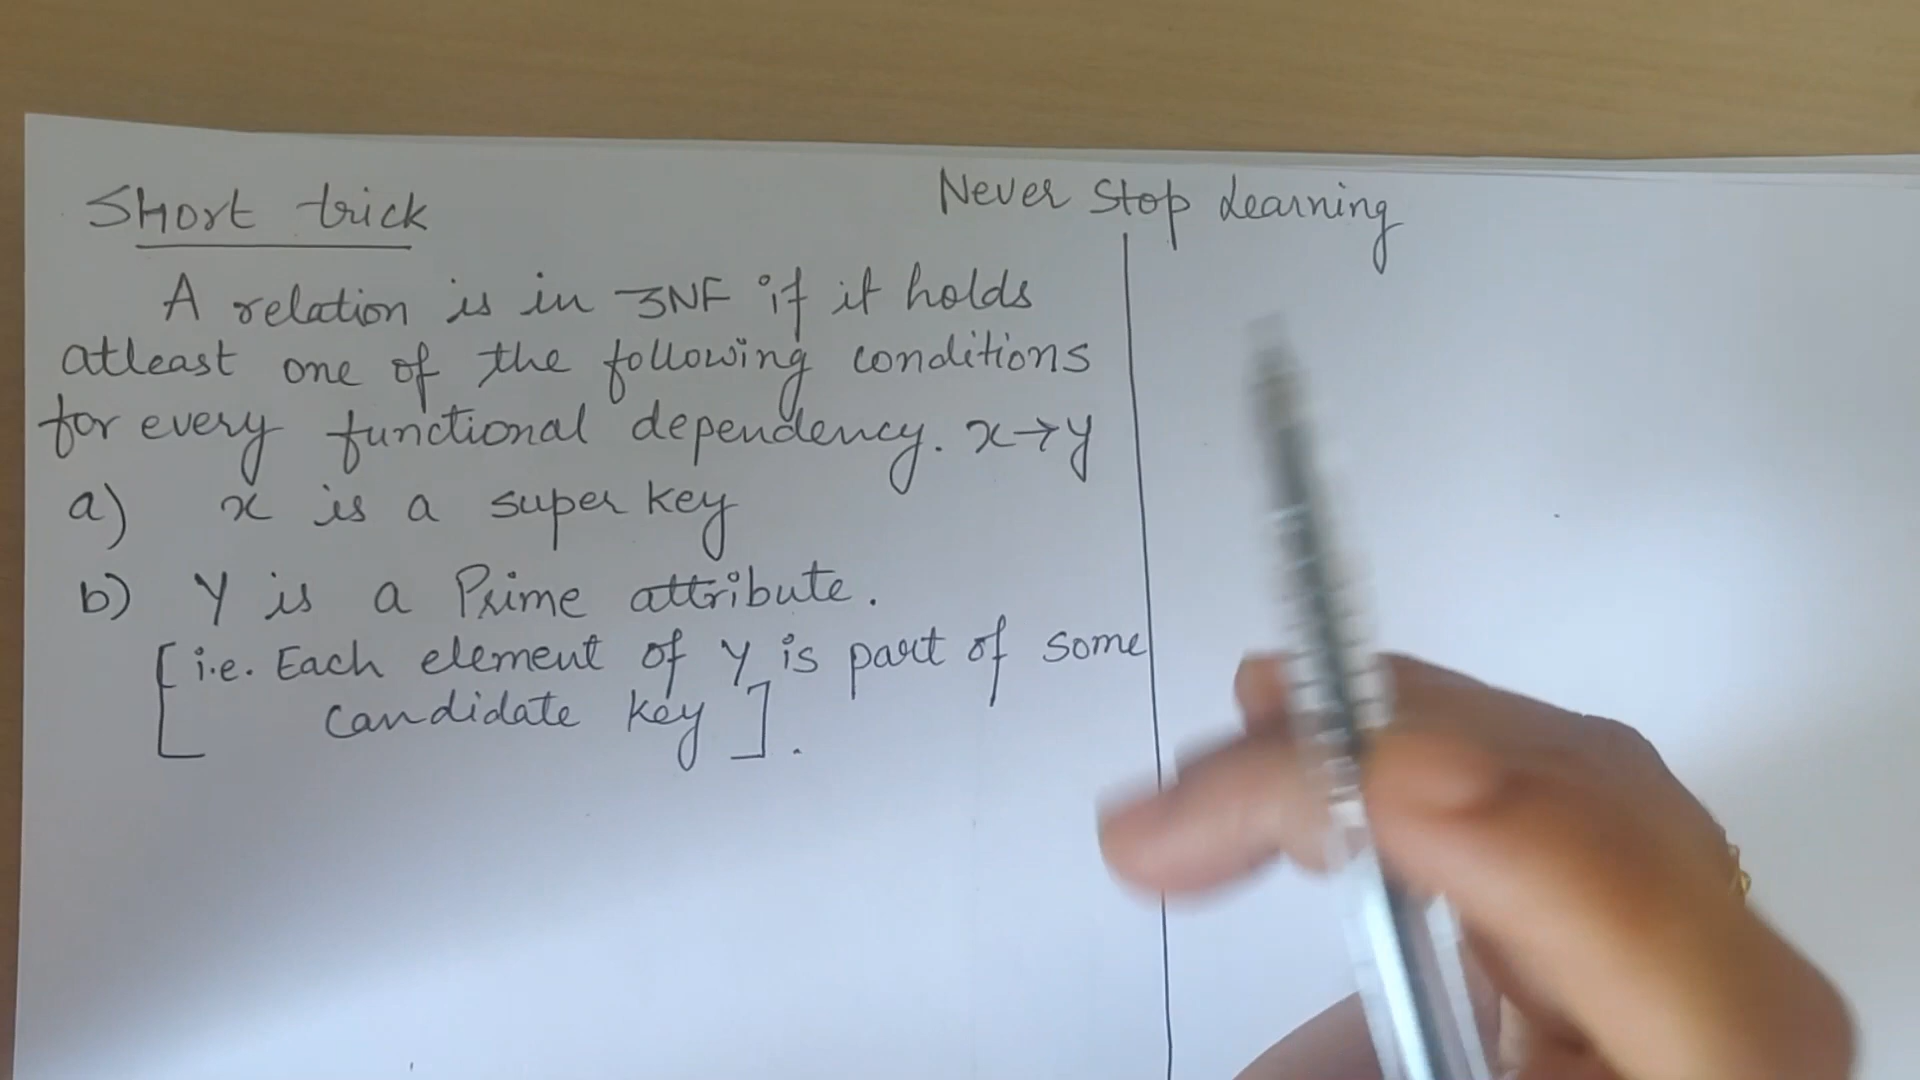 Short trick
Never Stop Learning
A relation is in 3NF if it holds
atleast one of the following conditions
for every functional dependency. x→y
a) x is a super key
b) Y is a Prime attribute.
[i.e. Each element of Y is part of some
candidate key].